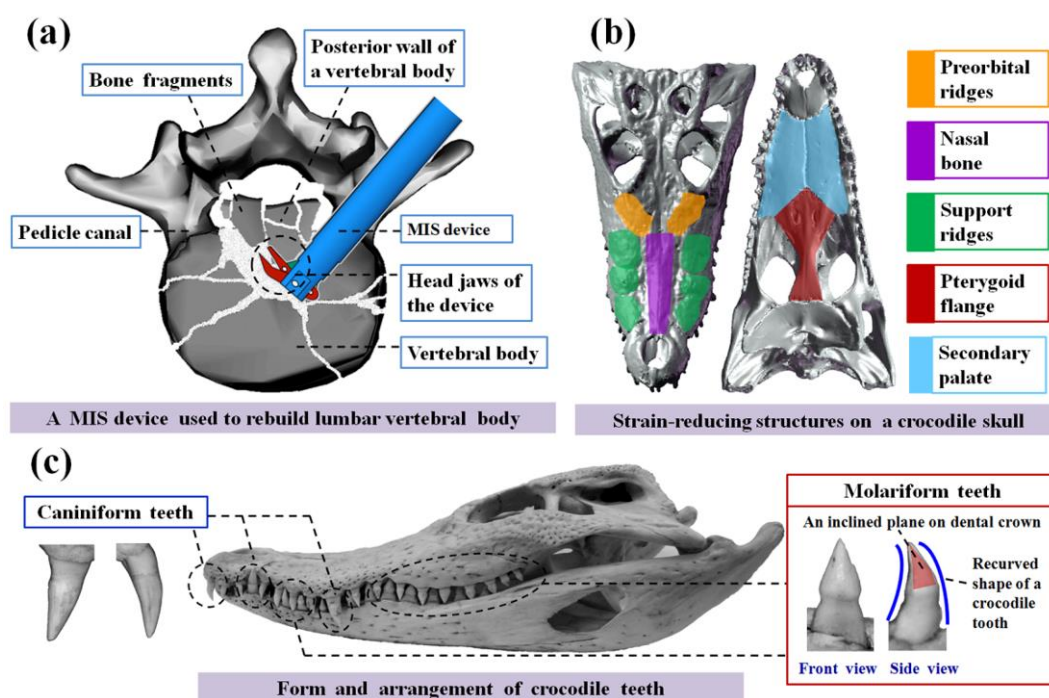 (a)
Bone fragments
Posterior wall of
a vertebral body
Pedicle canal
MIS device
Head jaws of
the device
Vertebral body
A MIS device used to rebuild lumbar vertebral body
(b)
Preorbital
ridges
Nasal
bone
Support
ridges
Pterygoid
flange
Secondary
palate
Strain-reducing structures on a crocodile skull
(c)
Caniniform teeth
Molariform teeth
An inclined plane on dental crown
Recurved
shape of a
crocodile
tooth
Front view
Side view
Form and arrangement of crocodile teeth